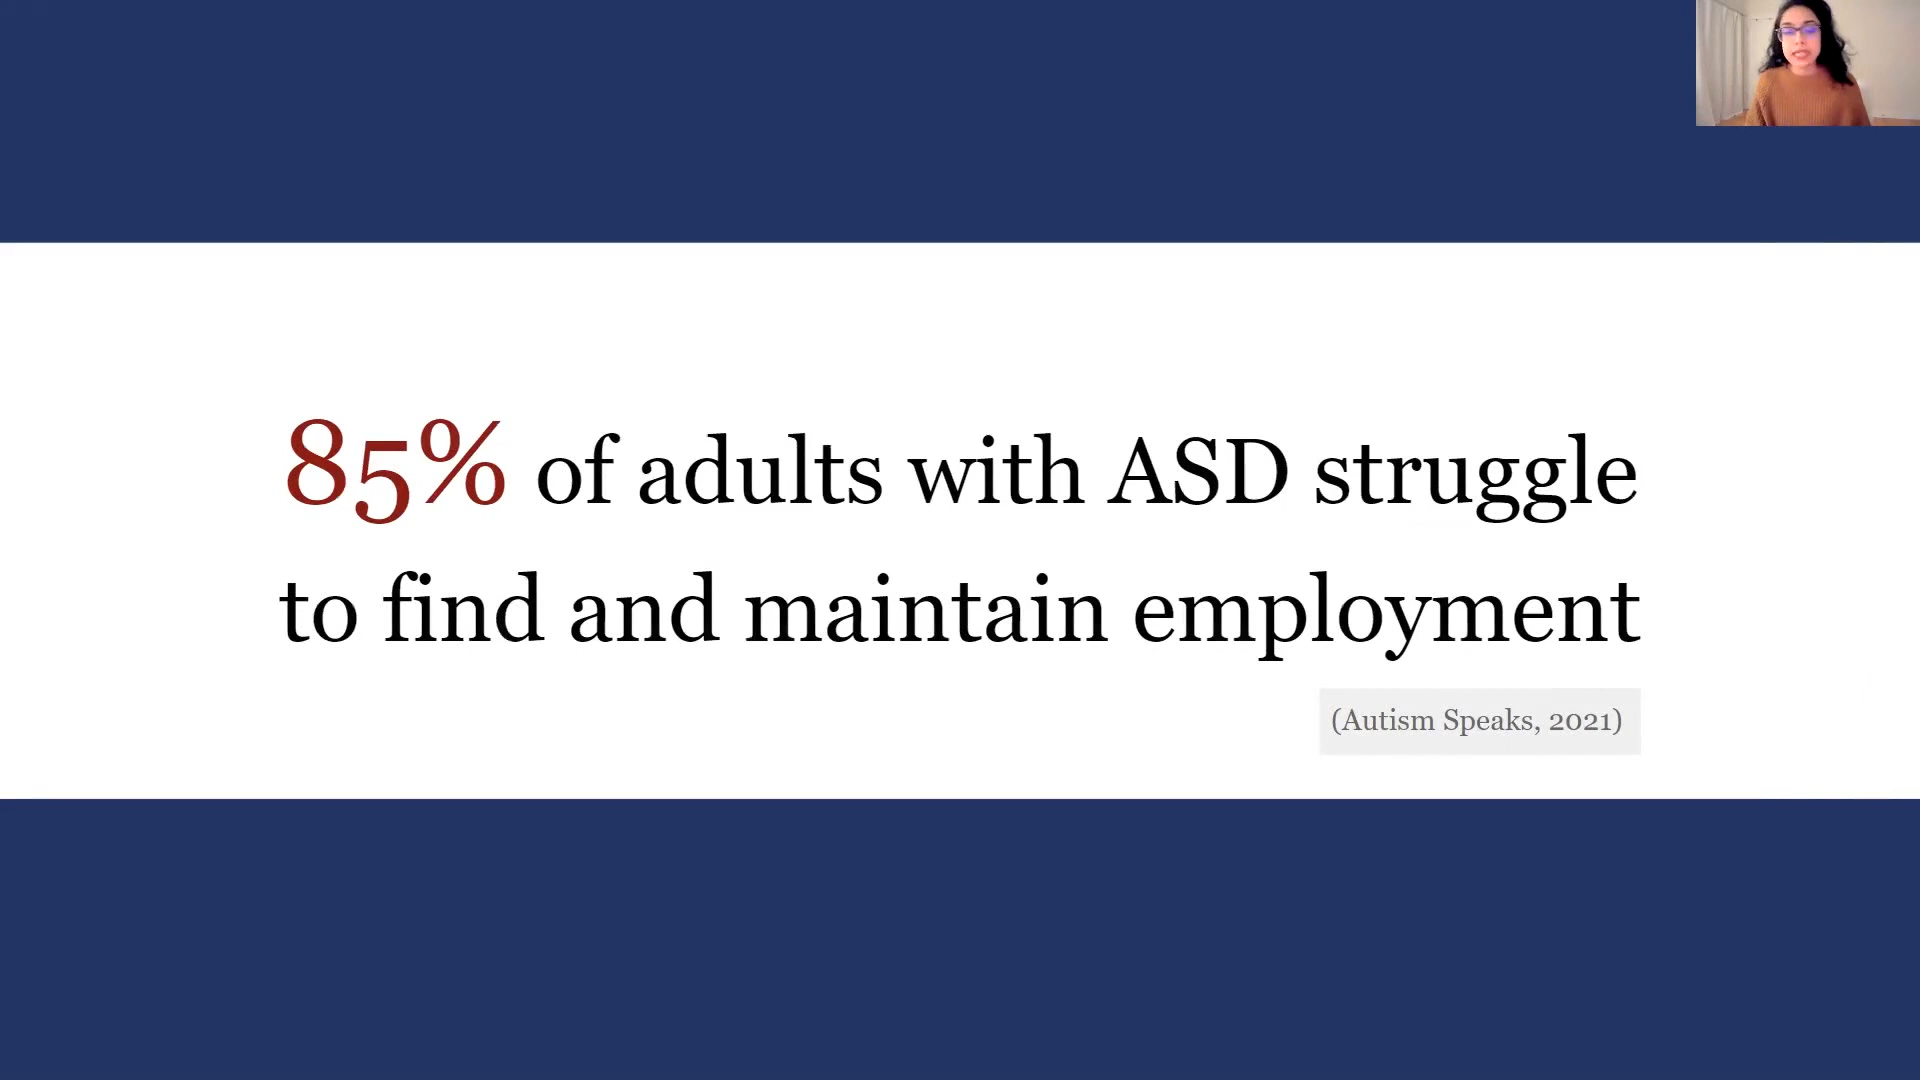 85% of adults with ASD struggle
to find and maintain employment
(Autism Speaks, 2021)